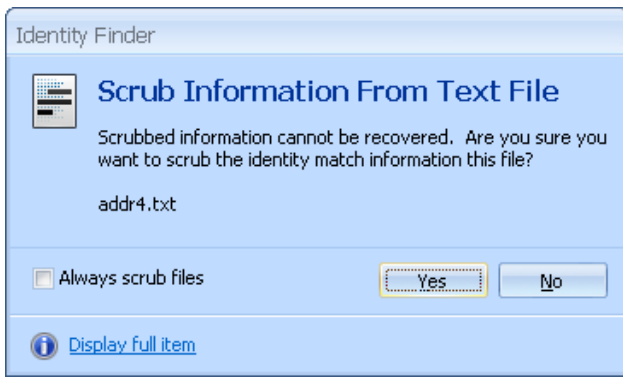 Identity Finder
Scrub Information From Text File
Scrubbed information cannot be recovered.  Are you sure you
want to scrub the identity match information this file?
addr4.txt
Always scrub files
Yes
No
Display full item